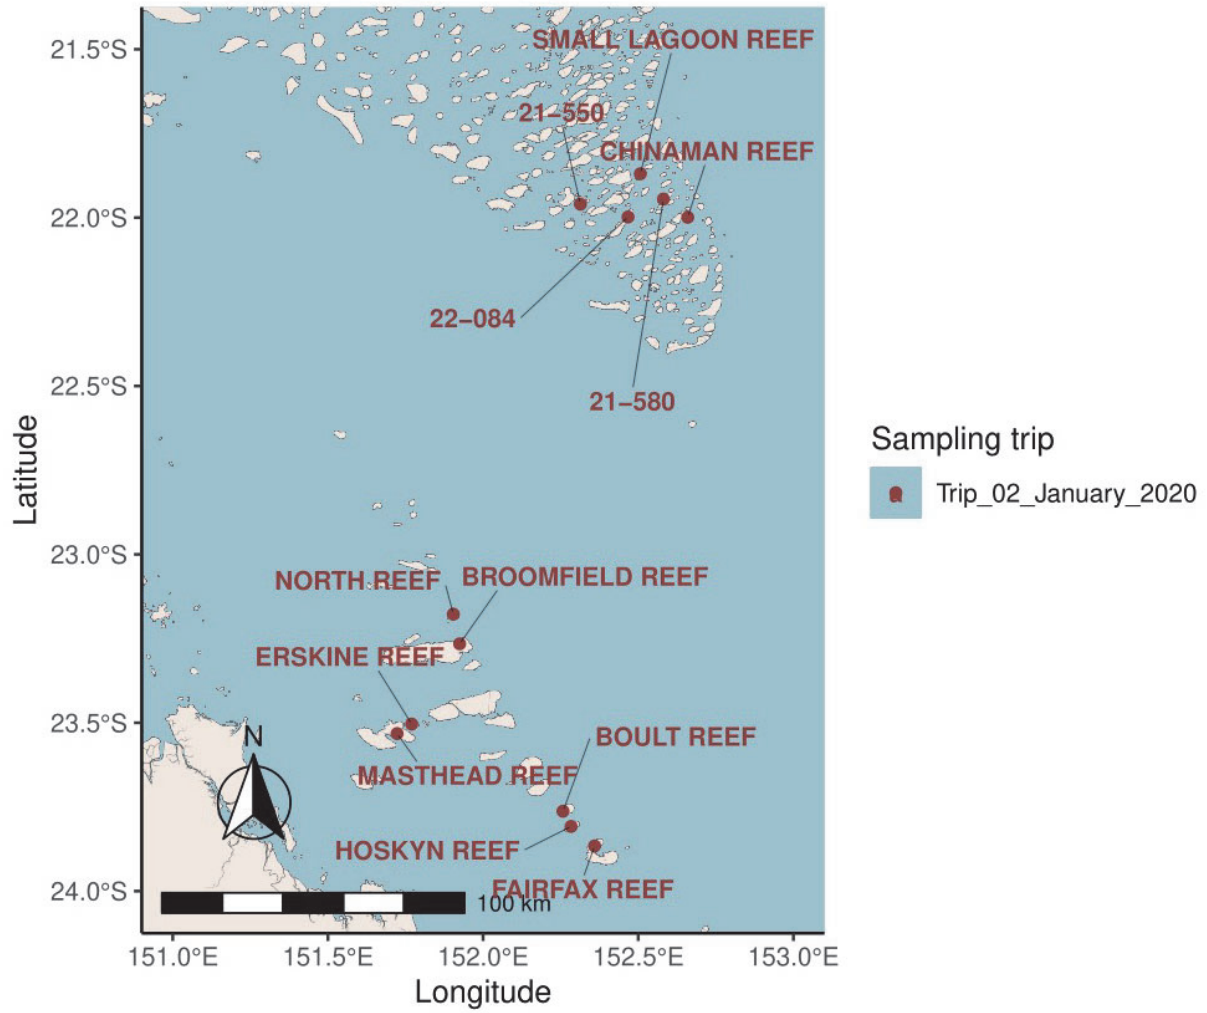 21.5°S
SMALL LAGOON REEF
21–550
CHINAMAN REEF
22.0°S
22–084
22.5°S
21–580
Latitude
Sampling trip
Trip_02_January_2020
a
23.0°S
NORTH REEF
BROOMFIELD REEF
ERSKINE REEF
23.5°S
N
BOULT REEF
MASTHEAD REEF
HOSKYN REEF
24.0°S
FAIRFAX REEF
100 km
151.0°E
151.5°E
152.0°E
152.5°E
153.0°E
Longitude